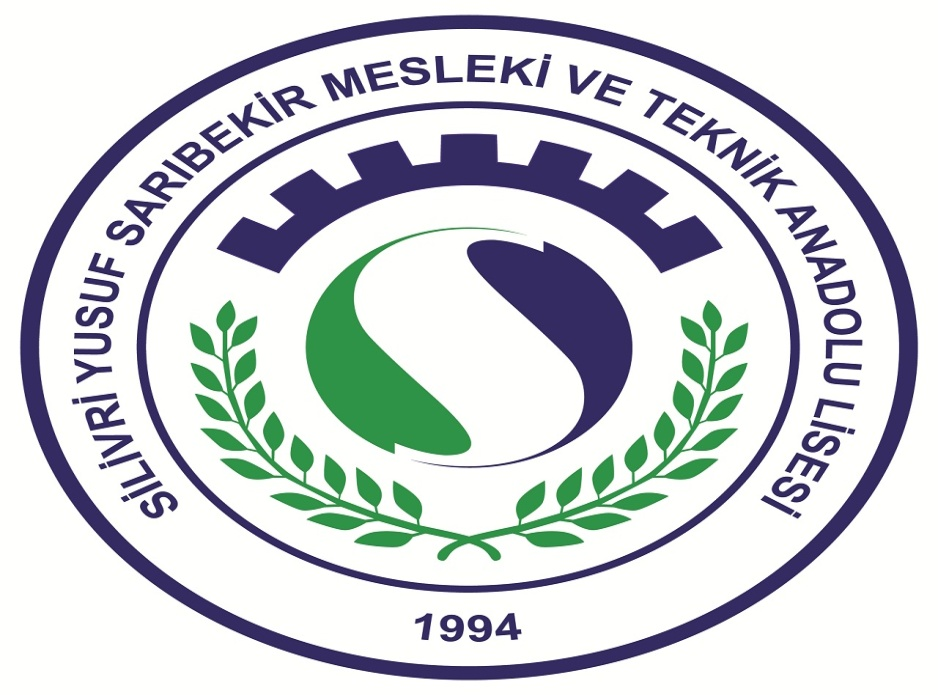 SİLİVRİ YUSUF SARIBEKİR MESLEKİ VE TEKNİK ANADOLU LİSESİ
1994